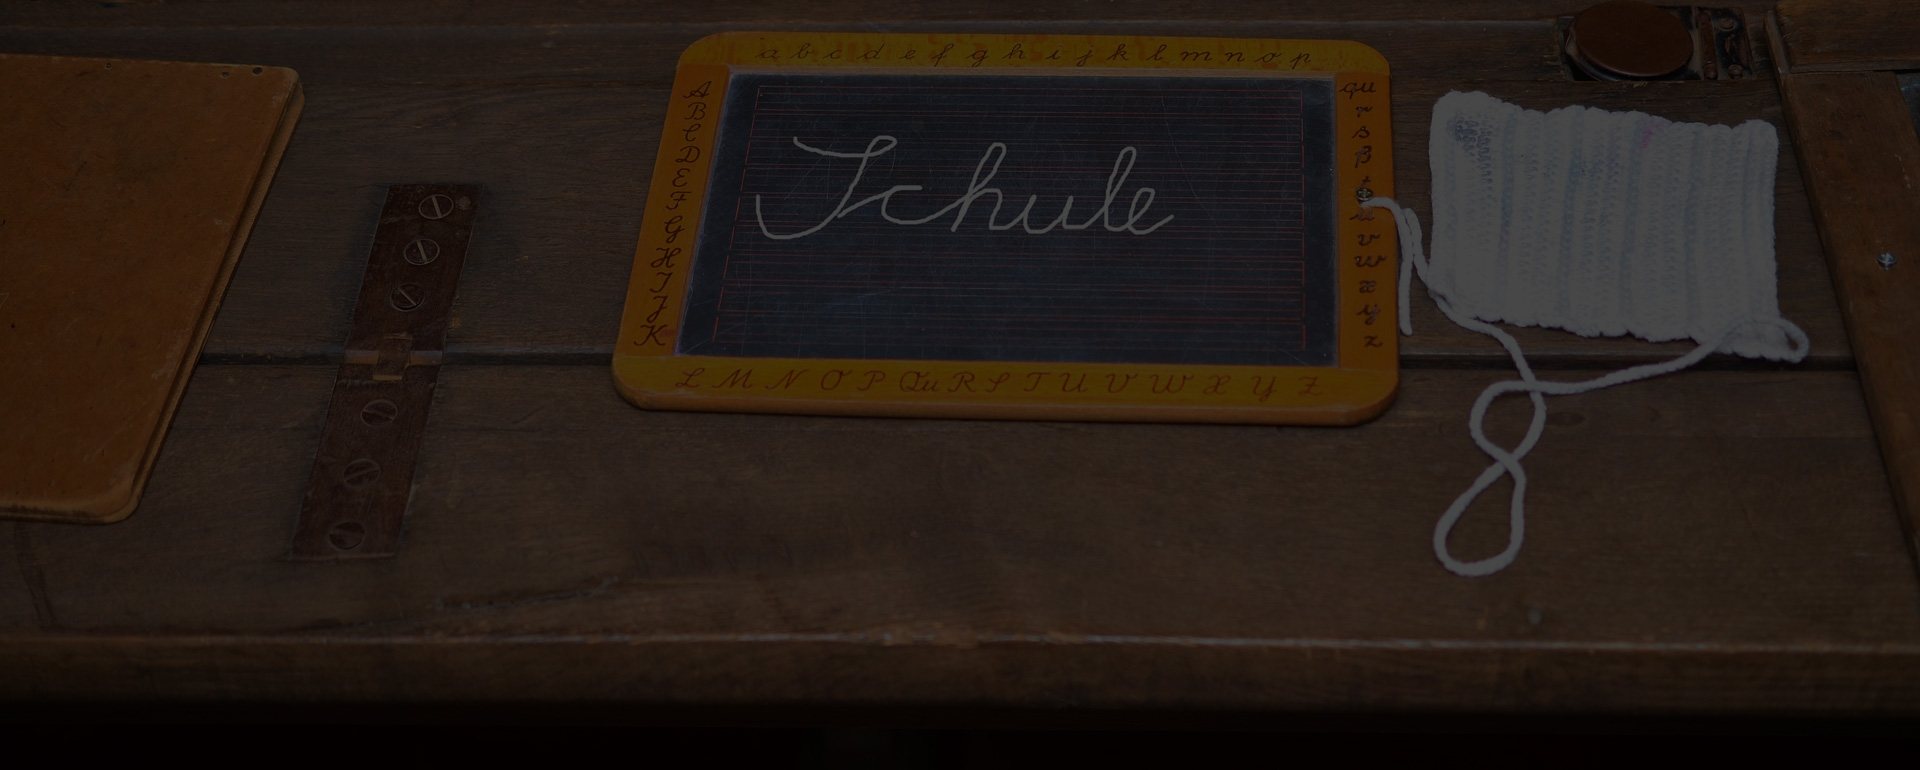 a b c d e f g h i j k l m n o p
qu r s ß t u v w x y z
A B C D E F G H I J K
Schule
L M N O P Qu R S T U V W X Y Z